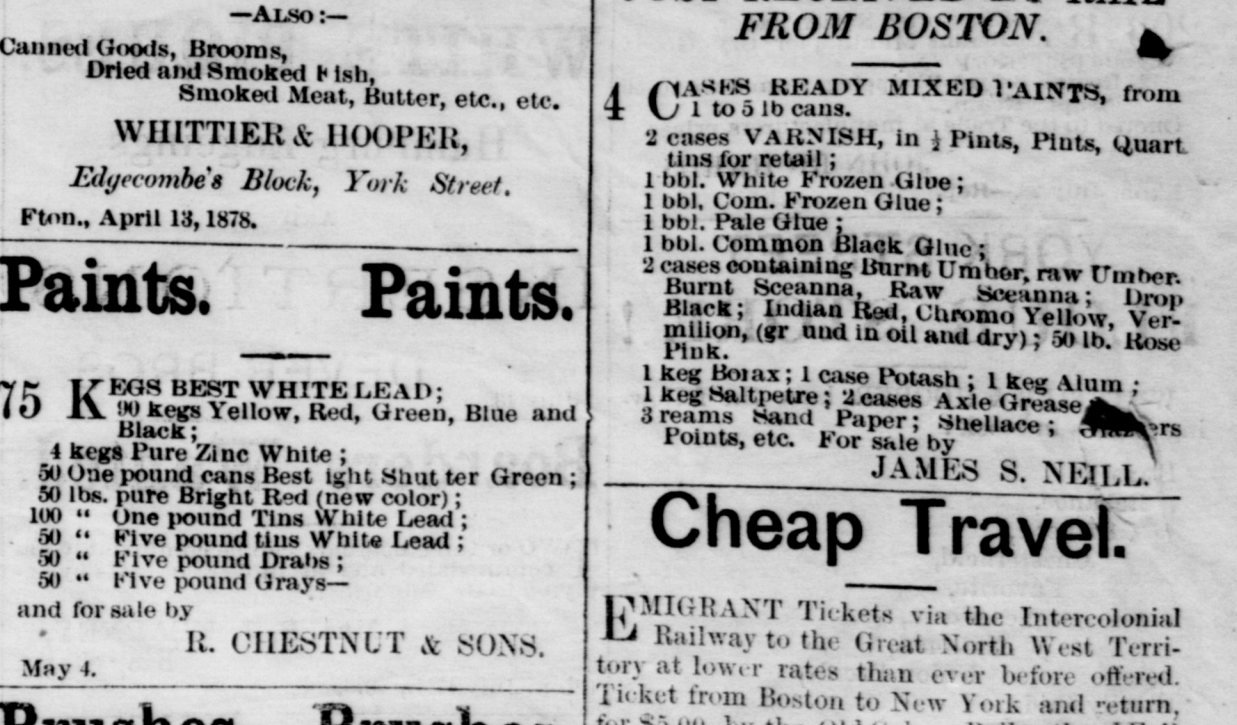 —ALSO:—
Canned Goods, Brooms,
Dried and Smoked Fish,
Smoked Meat, Butter, etc., etc.
WHITTIER & HOOPER,
Edgecombe's Block, York Street.
Fton., April 13, 1878.
Paints. Paints.
75 KEGS BEST WHITE LEAD;
90 kegs Yellow, Red, Green, Blue and
Black;
4 kegs Pure Zinc White;
50 One pound cans Best ight Shut ter Green;
50 lbs. pure Bright Red (new color);
100 " One pound Tins White Lead;
50 " Five pound tins White Lead;
50 " Five pound Drabs;
50 " Five pound Grays—
and for sale by
R. CHESTNUT & SONS.
May 4.
FROM BOSTON.
4 CASES READY MIXED PAINTS, from
1 to 5 lb cans.
2 cases VARNISH, in ½ Pints, Pints, Quart
tins for retail;
1 bbl. White Frozen Glue;
1 bbl. Com. Frozen Glue;
1 bbl. Pale Glue;
1 bbl. Common Black Glue;
2 cases containing Burnt Umber, raw Umber.
Burnt Sceanna, Raw Sceanna; Drop
Black; Indian Red, Chromo Yellow, Ver-
milion, (gr und in oil and dry); 50 lb. Rose
Pink.
1 keg Borax; 1 case Potash; 1 keg Alum;
1 keg Saltpetre; 2 cases Axle Grease
3 reams Sand Paper; Shellace;
Points, etc. For sale by
JAMES S. NEILL.
Cheap Travel.
EMIGRANT Tickets via the Intercolonial
Railway to the Great North West Terri-
tory at lower rates than ever before offered.
Ticket from Boston to New York and return,